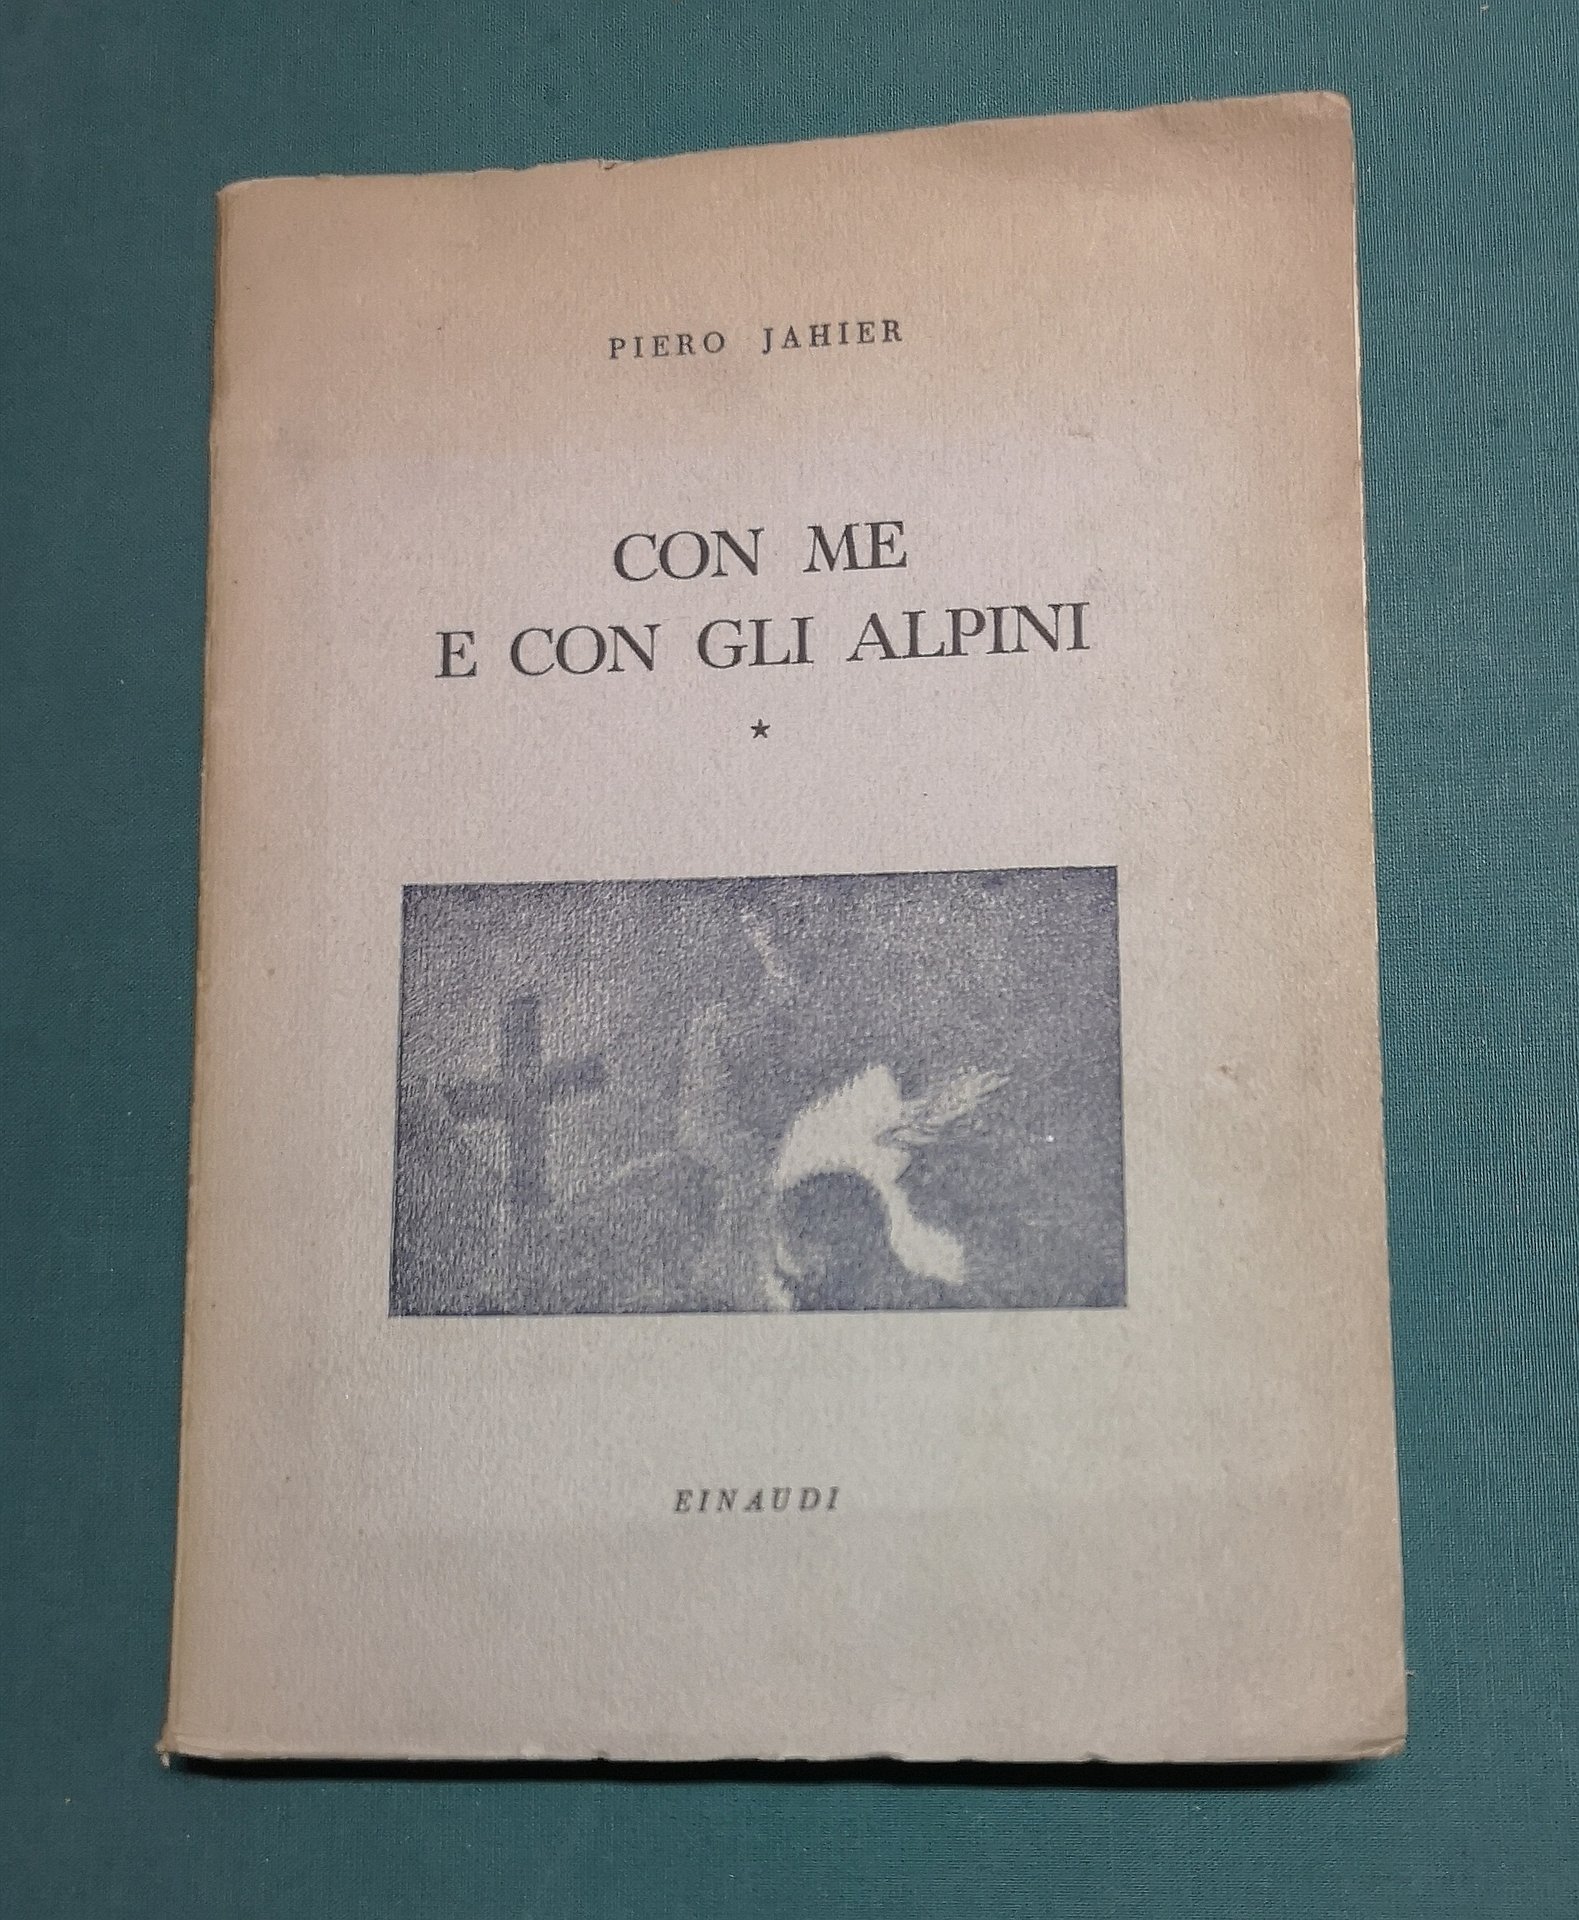 PIERO JAHIER
CON ME
E CON GLI ALPINI
★
EINAUDI